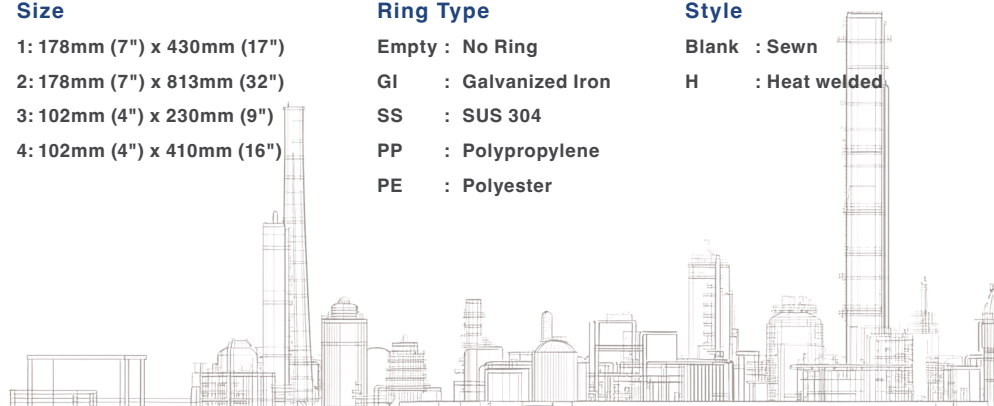 Size
1: 178mm (7") x 430mm (17")
2: 178mm (7") x 813mm (32")
3: 102mm (4") x 230mm (9")
4: 102mm (4") x 410mm (16")
Ring Type
Empty : No Ring
GI : Galvanized Iron
SS : SUS 304
PP : Polypropylene
PE : Polyester
Style
Blank : Sewn
H : Heat welded